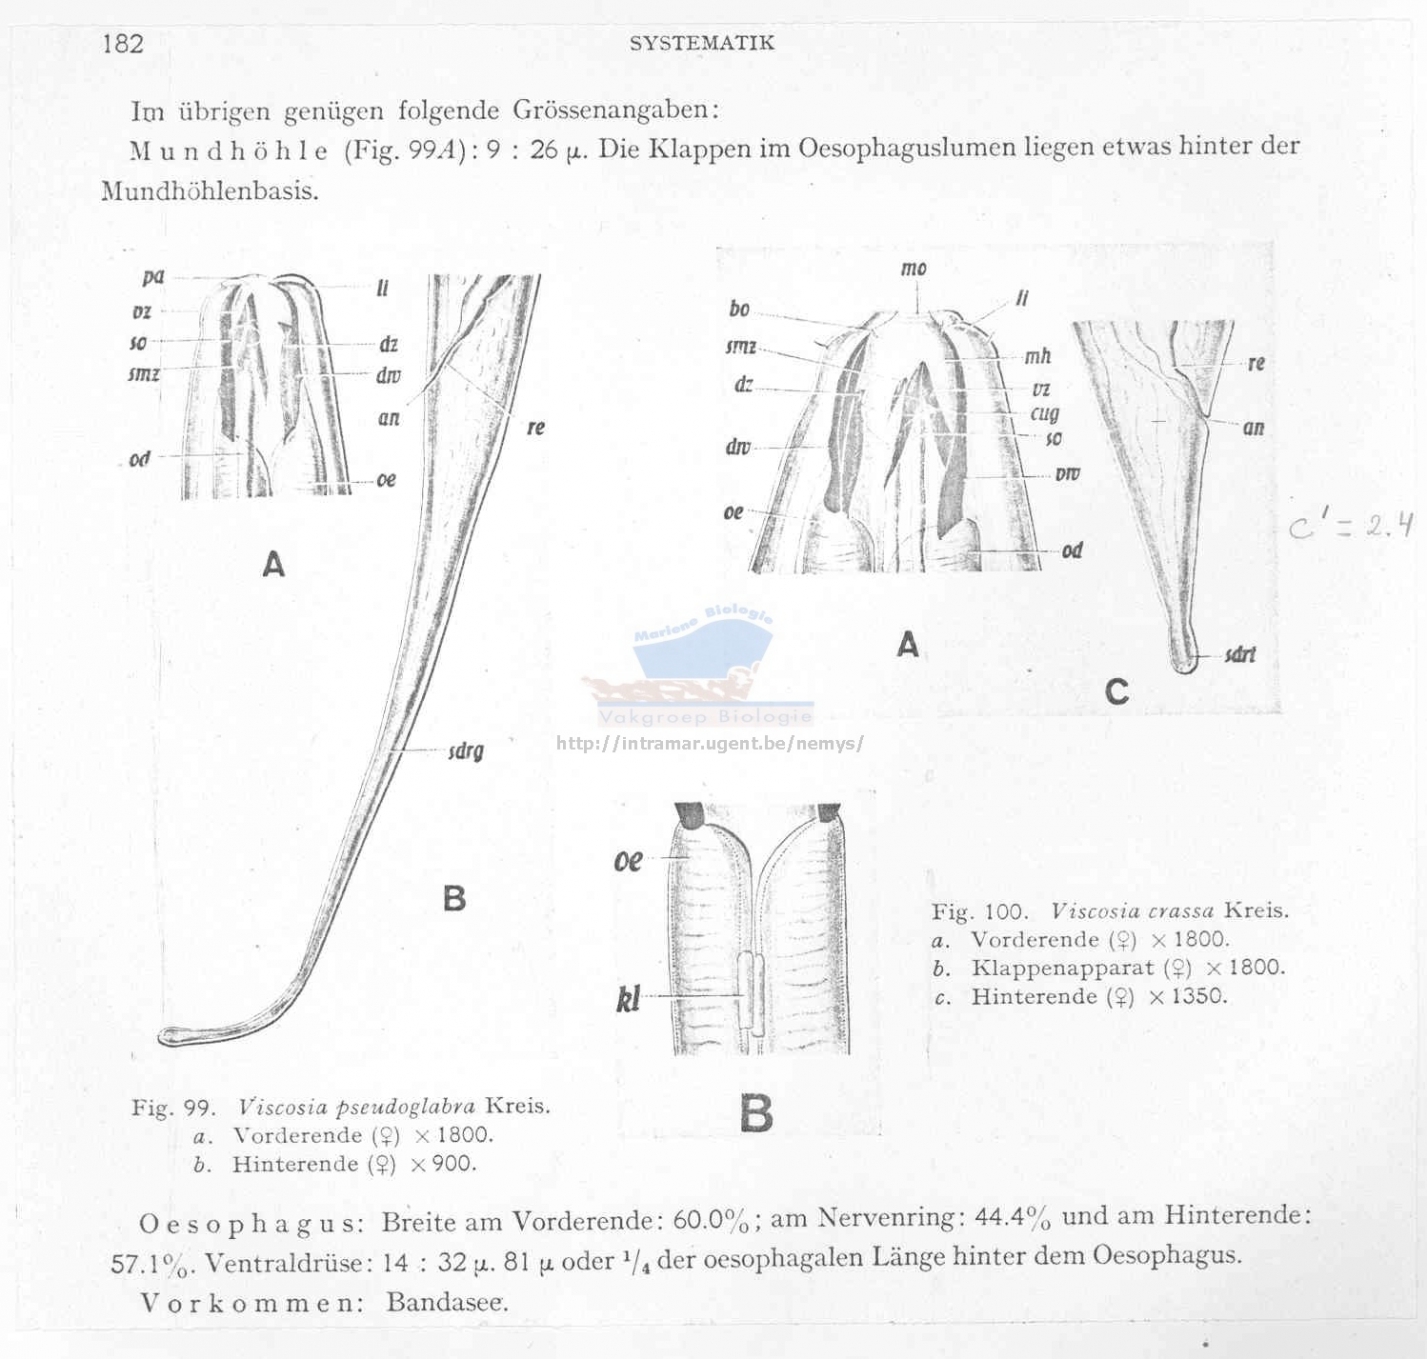 182
SYSTEMATIK
Im übrigen genügen folgende Grössenangaben:
Mundhöhle (Fig. 99A): 9 : 26 μ. Die Klappen im Oesophaguslumen liegen etwas hinter der
Mundhöhlenbasis.
pa
vz
so
smz
od
li
dz
dw
an
oe
re
A
sdrg
B
mo
bo
smz
dz
dw
oe
li
mh
vz
cug
so
vw
od
A
re
an
sdrt
C
c' = 2.4
Mariene Biologie
Vakgroep Biologie
http://intramar.ugent.be/nemys/
oe
kl
B
Fig. 100. Viscosia crassa Kreis.
a. Vorderende (♀) × 1800.
b. Klappenapparat (♀) × 1800.
c. Hinterende (♀) × 1350.
Fig. 99. Viscosia pseudoglabra Kreis.
a. Vorderende (♀) × 1800.
b. Hinterende (♀) × 900.
Oesophagus: Breite am Vorderende: 60.0%; am Nervenring: 44.4% und am Hinterende:
57.1%. Ventraldrüse: 14 : 32 μ. 81 μ oder ¹/₄ der oesophagalen Länge hinter dem Oesophagus.
Vorkommen: Bandasee.